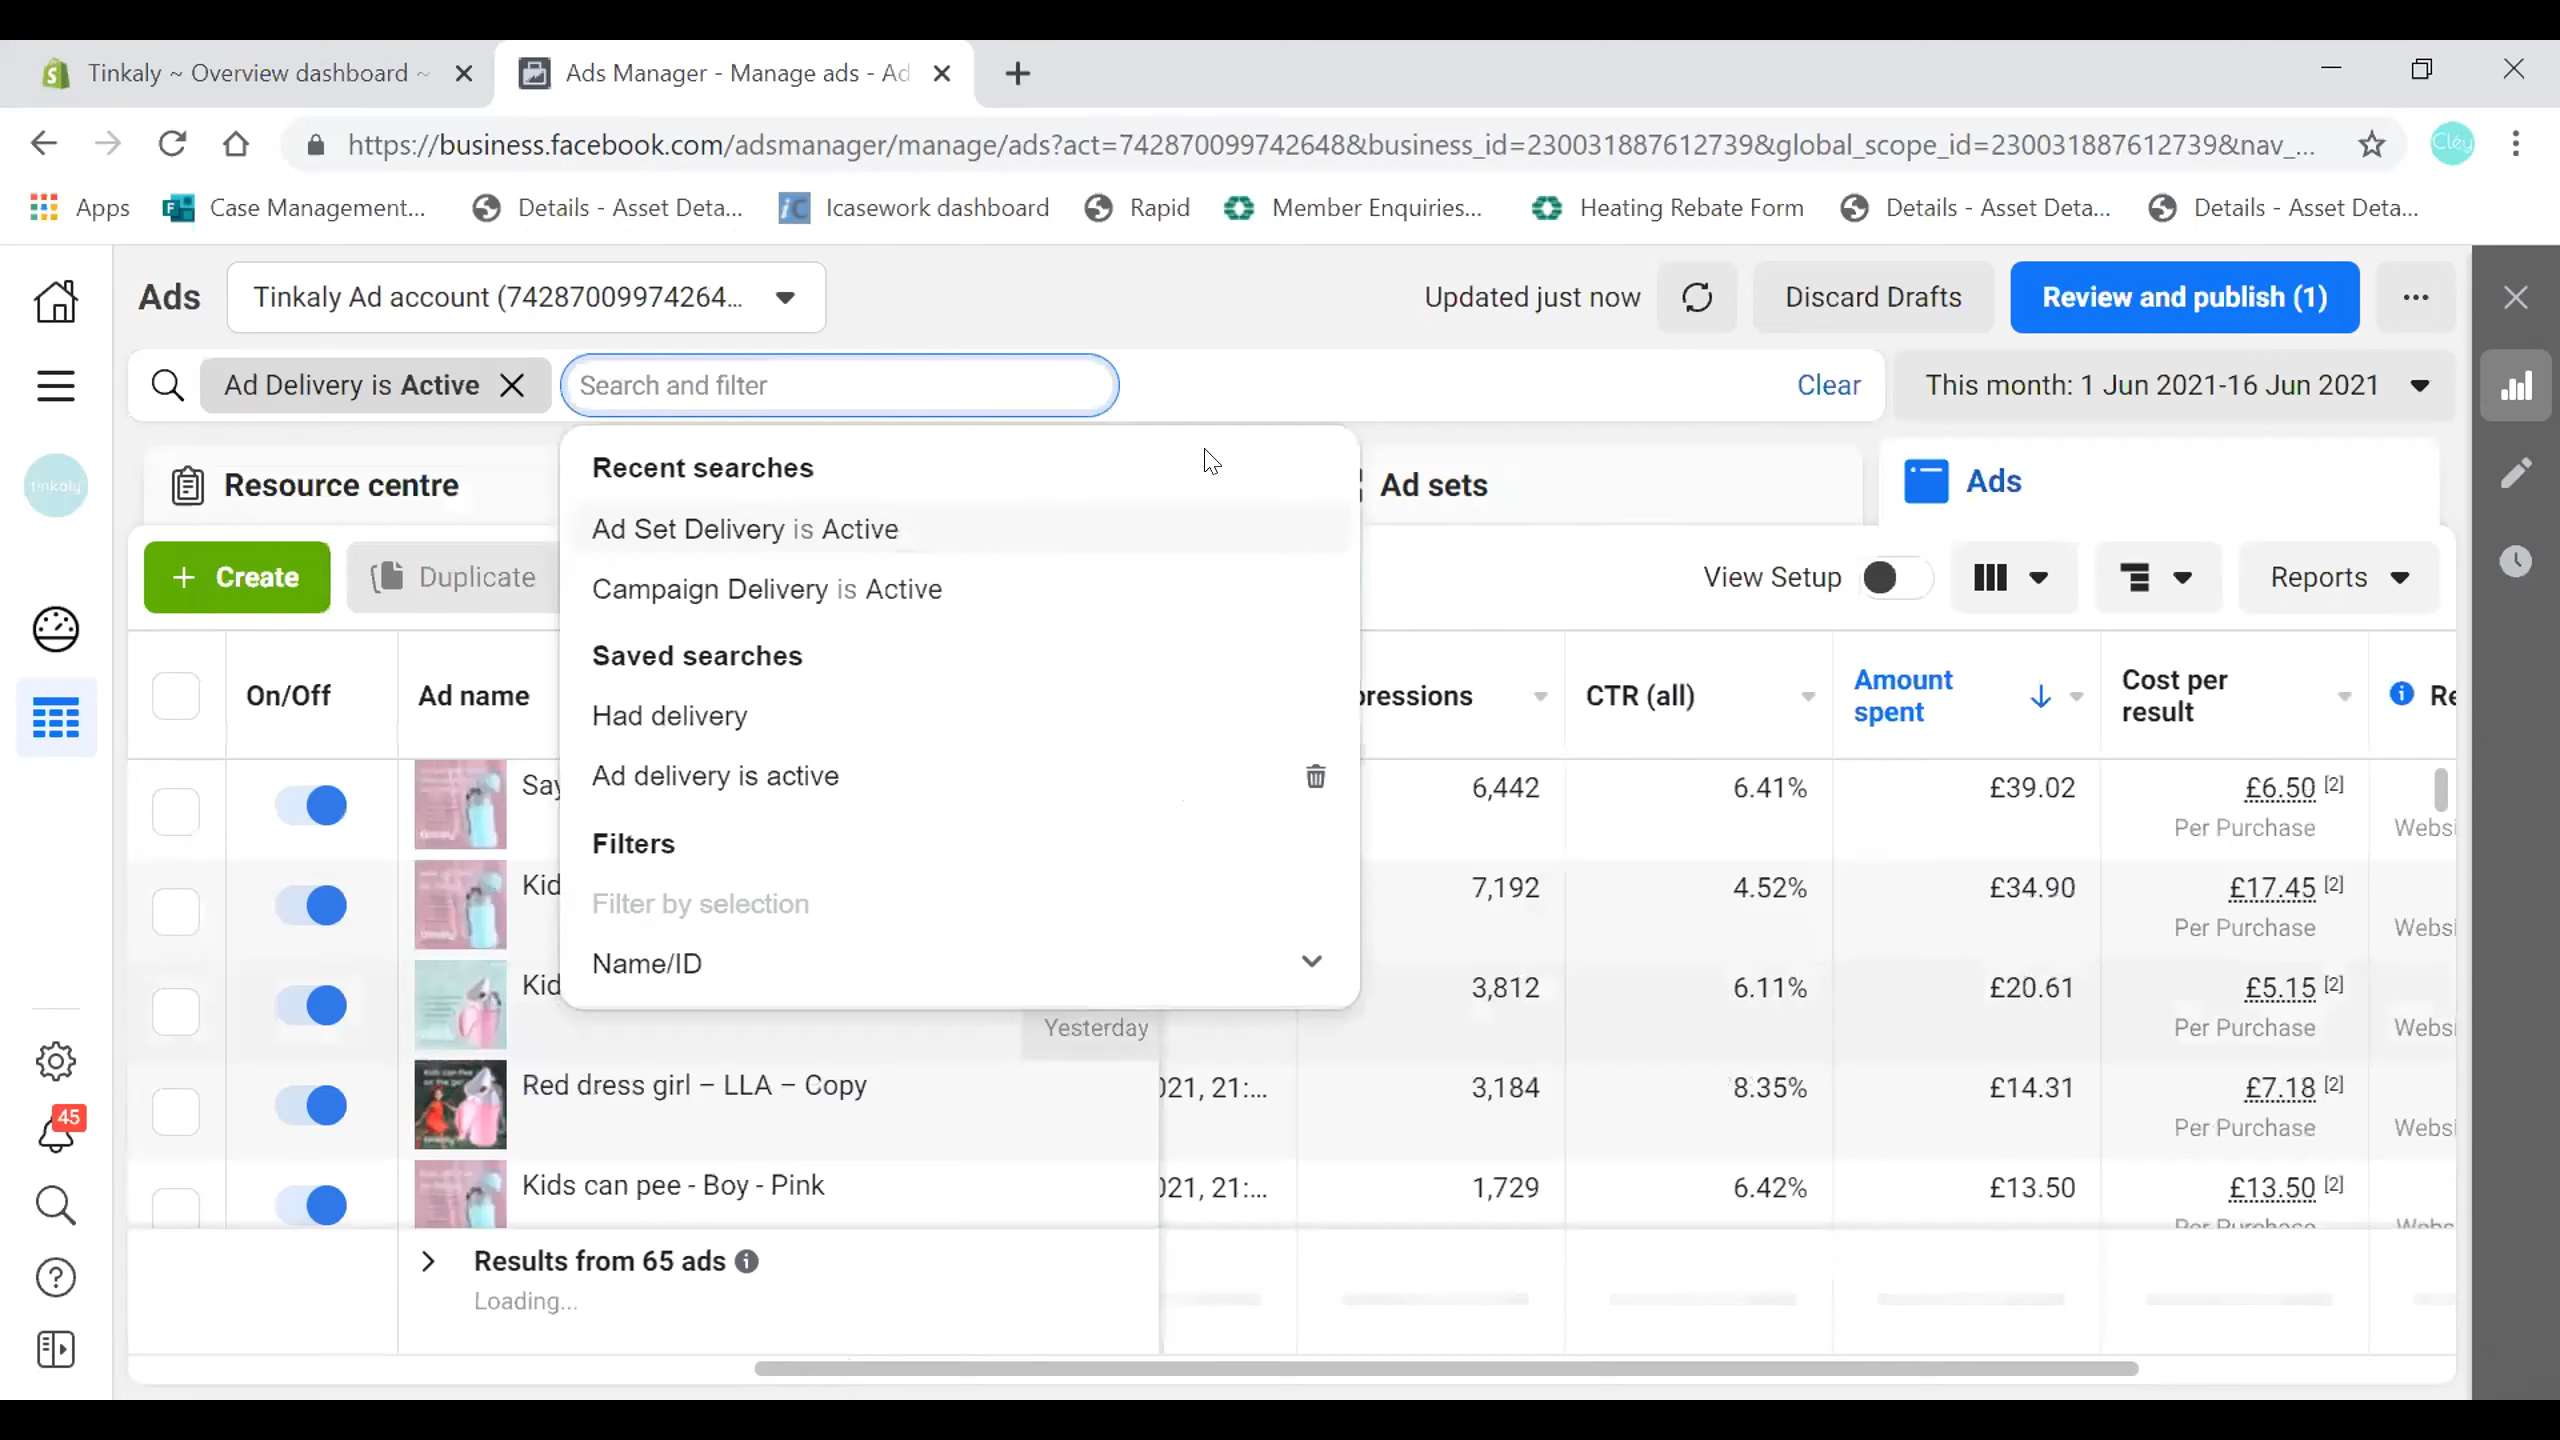 Tinkaly ~ Overview dashboard ~
Ads Manager - Manage ads - Ad
https://business.facebook.com/adsmanager/manage/ads?act=742870099742648&business_id=230031887612739&global_scope_id=230031887612739&nav_...
Cléy
Apps
Case Management...
Details - Asset Deta...
iC
Icasework dashboard
Rapid
Member Enquiries...
Heating Rebate Form
Details - Asset Deta...
Details - Asset Deta...
Ads
Tinkaly Ad account (74287009974264...
Updated just now
Discard Drafts
Review and publish (1)
Ad Delivery is Active
Search and filter
Clear
This month: 1 Jun 2021-16 Jun 2021
tinkaly
Resource centre
Recent searches
Ad Set Delivery is Active
Campaign Delivery is Active
Saved searches
Had delivery
Ad delivery is active
Filters
Filter by selection
Name/ID
Ad sets
Ads
+ Create
Duplicate
View Setup
Reports
On/Off
Ad name
pressions
CTR (all)
Amount
spent
Cost per
result
Re
Say
6,442
6.41%
£39.02
£6.50 [2]
Per Purchase
Websi
Kid
7,192
4.52%
£34.90
£17.45 [2]
Per Purchase
Websi
Kid
Yesterday
3,812
6.11%
£20.61
£5.15 [2]
Per Purchase
Websi
Red dress girl – LLA – Copy
021, 21:...
3,184
8.35%
£14.31
£7.18 [2]
Per Purchase
Websi
Kids can pee - Boy - Pink
021, 21:...
1,729
6.42%
£13.50
£13.50 [2]
Per Purchase
Webs
Results from 65 ads
Loading...
45